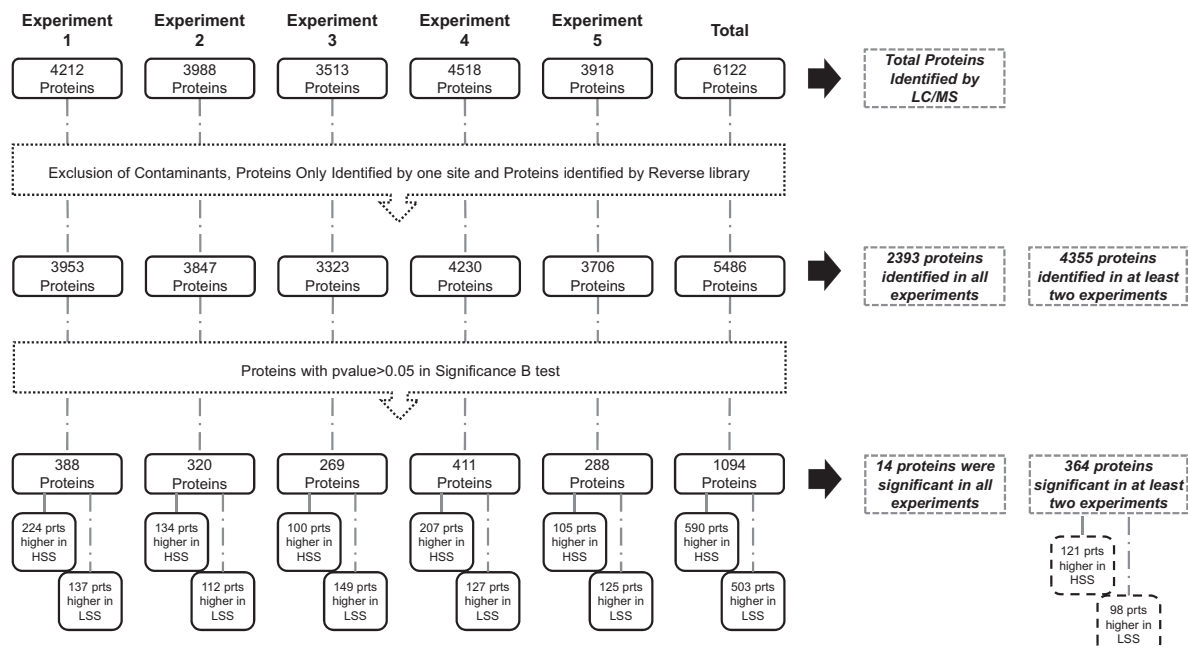 Experiment
1
Experiment
2
Experiment
3
Experiment
4
Experiment
5
Total
4212
Proteins
3988
Proteins
3513
Proteins
4518
Proteins
3918
Proteins
6122
Proteins
Total Proteins
Identified by
LC/MS
Exclusion of Contaminants, Proteins Only Identified by one site and Proteins identified by Reverse library
3953
Proteins
3847
Proteins
3323
Proteins
4230
Proteins
3706
Proteins
5486
Proteins
2393 proteins
identified in all
experiments
4355 proteins
identified in at least
two experiments
Proteins with pvalue>0.05 in Significance B test
388
Proteins
320
Proteins
269
Proteins
411
Proteins
288
Proteins
1094
Proteins
14 proteins were
significant in all
experiments
364 proteins
significant in at least
two experiments
224 prts
higher in
HSS
134 prts
higher in
HSS
100 prts
higher in
HSS
207 prts
higher in
HSS
105 prts
higher in
HSS
590 prts
higher in
HSS
121 prts
higher in
HSS
137 prts
higher in
LSS
112 prts
higher in
LSS
149 prts
higher in
LSS
127 prts
higher in
LSS
125 prts
higher in
LSS
503 prts
higher in
LSS
98 prts
higher in
LSS